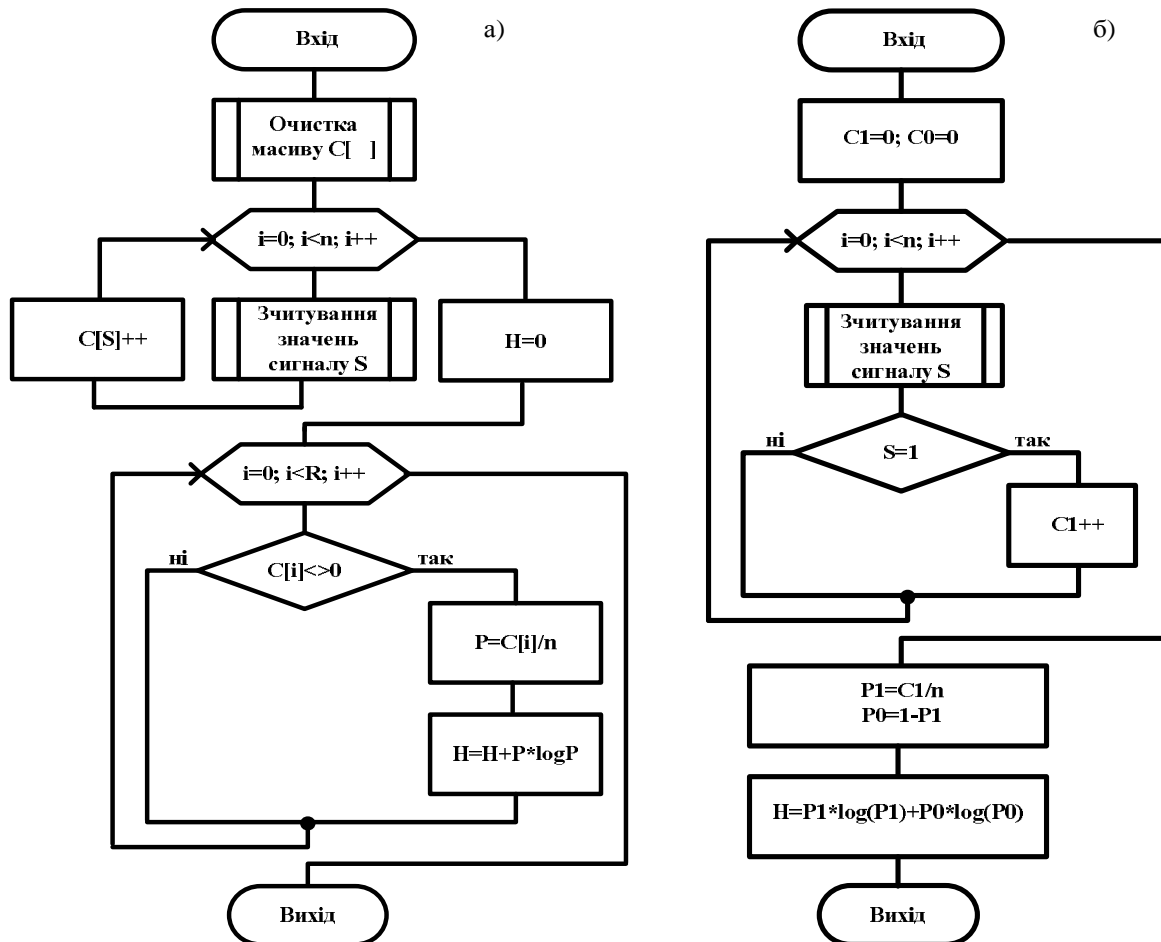 а)
Вхід
Очистка
масиву C[ ]
i=0; i<n; i++
C[S]++
Зчитування
значень
сигналу S
H=0
i=0; i<R; i++
ні
C[i]<>0
так
P=C[i]/n
H=H+P*logP
Вихід
б)
Вхід
C1=0; C0=0
i=0; i<n; i++
Зчитування
значень
сигналу S
ні
S=1
так
C1++
P1=C1/n
P0=1-P1
H=P1*log(P1)+P0*log(P0)
Вихід